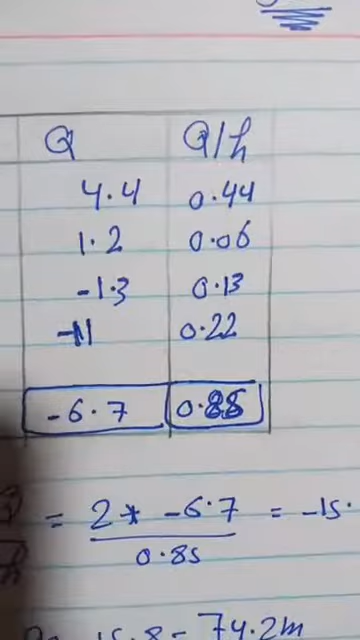 Q Q/h
4.4 0.44
1.2 0.06
-1.3 0.13
-11 0.22
-6.7 0.85
= 2* -6.7 = -15.
0.85
15.8 = 74.2m